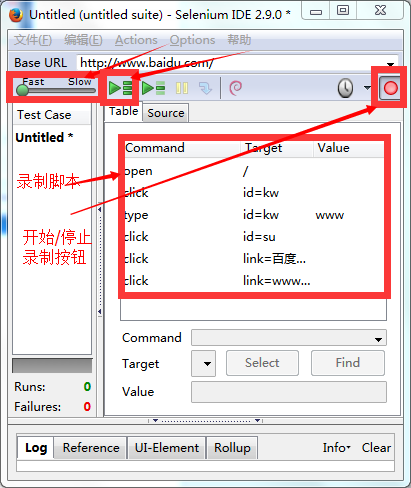 Untitled (untitled suite) - Selenium IDE 2.9.0 *
文件(F) 编辑(E) Actions Options 帮助
Base URL http://www.baidu.com/
Fast Slow
Test Case
Table Source
Untitled *
Command Target Value
open /
click id=kw
type id=kw www
click id=su
click link=百度...
click link=www...
录制脚本
开始/停止
录制按钮
Command
Target Select Find
Value
Runs: 0
Failures: 0
Log Reference UI-Element Rollup Info Clear